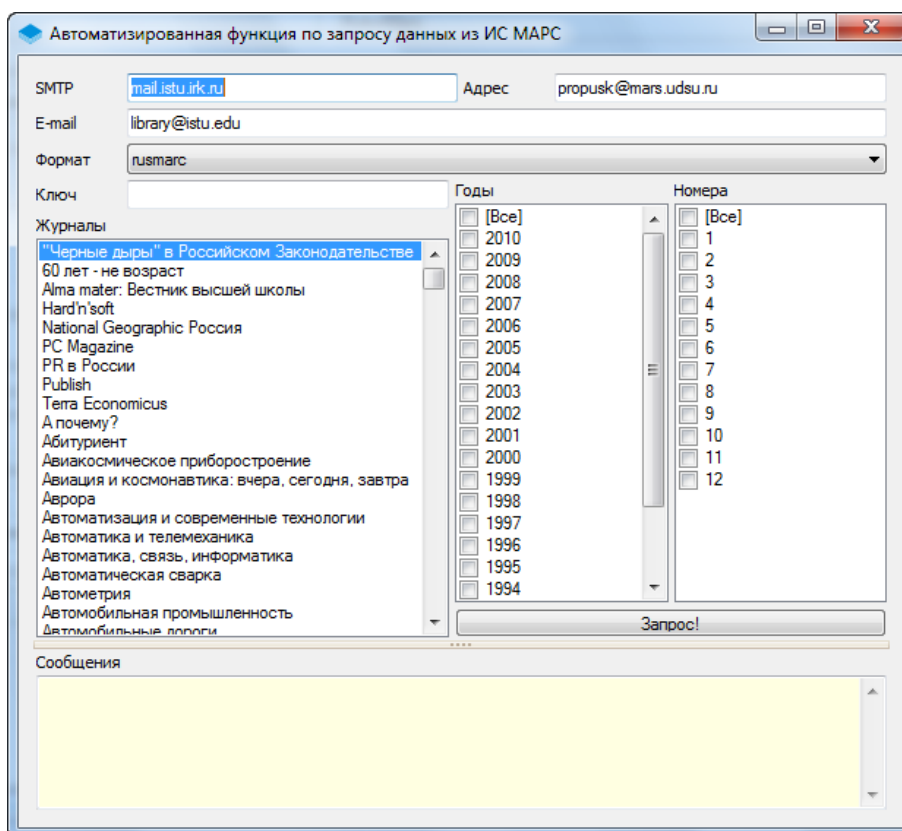 Автоматизированная функция по запросу данных из ИС МАРС
SMTP mail.istu.irk.ru Адрес propusk@mars.udsu.ru
E-mail library@istu.edu
Формат rusmarc
Ключ
Журналы
"Черные дыры" в Российском Законодательстве
60 лет - не возраст
Alma mater: Вестник высшей школы
Hard'n'soft
National Geographic Россия
PC Magazine
PR в России
Publish
Terra Economicus
А почему?
Абитуриент
Авиакосмическое приборостроение
Авиация и космонавтика: вчера, сегодня, завтра
Аврора
Автоматизация и современные технологии
Автоматика и телемеханика
Автоматика, связь, информатика
Автоматическая сварка
Автометрия
Автомобильная промышленность
Автомобильные дороги
Годы
[Все]
2010
2009
2008
2007
2006
2005
2004
2003
2002
2001
2000
1999
1998
1997
1996
1995
1994
Номера
[Все]
1
2
3
4
5
6
7
8
9
10
11
12
Запрос!
Сообщения